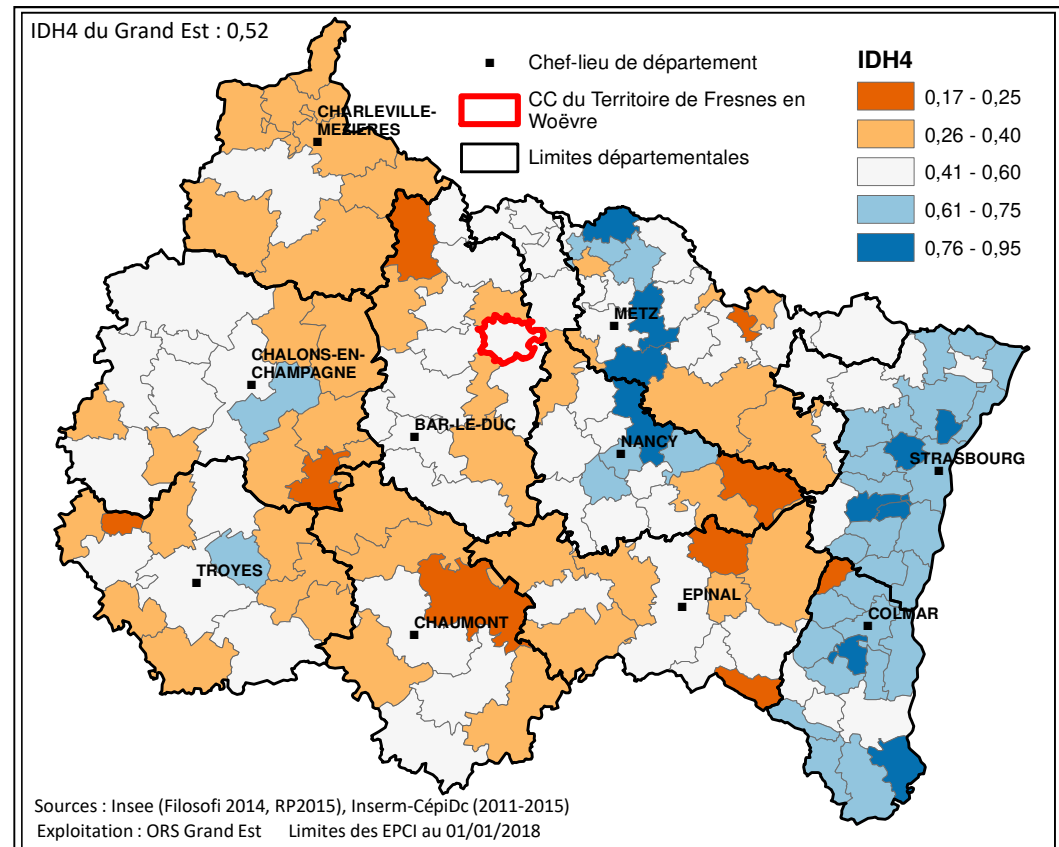 IDH4 du Grand Est : 0,52
Chef-lieu de département
CC du Territoire de Fresnes en
Woëvre
Limites départementales
IDH4
0,17 - 0,25
0,26 - 0,40
0,41 - 0,60
0,61 - 0,75
0,76 - 0,95
CHARLEVILLE-
MEZIERES
METZ
CHALONS-EN-
CHAMPAGNE
BAR-LE-DUC
NANCY
STRASBOURG
TROYES
EPINAL
CHAUMONT
COLMAR
Sources : Insee (Filosofi 2014, RP2015), Inserm-CépiDc (2011-2015)
Exploitation : ORS Grand Est Limites des EPCI au 01/01/2018